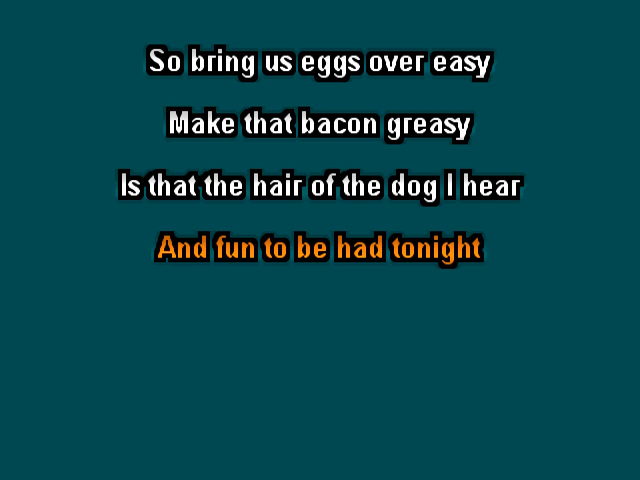 So bring us eggs over easy
Make that bacon greasy
Is that the hair of the dog I hear
And fun to be had tonight